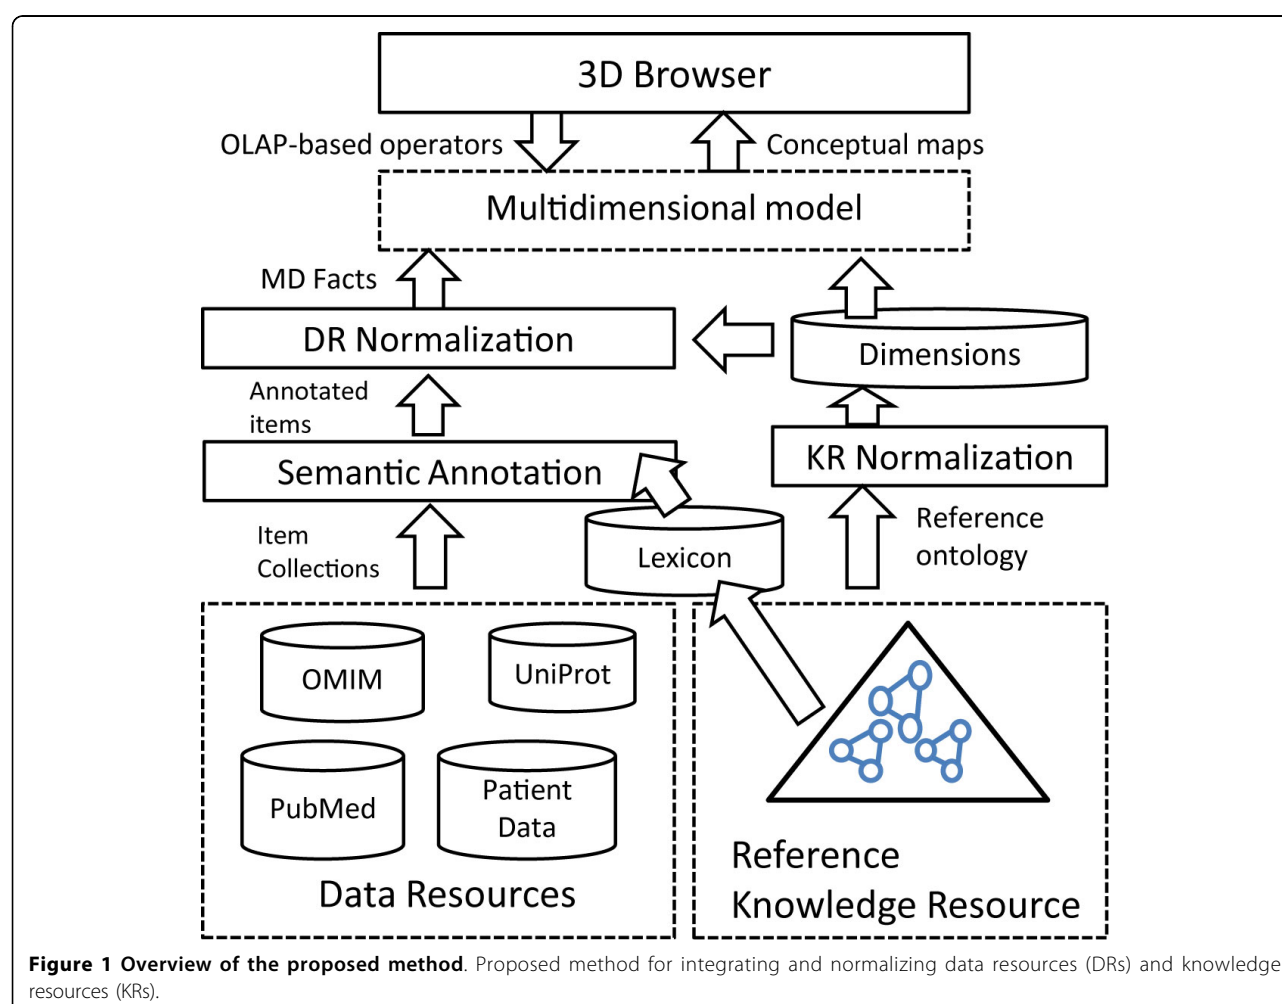 3D Browser
OLAP-based operators
Conceptual maps
Multidimensional model
MD Facts
DR Normalization
Dimensions
Annotated
items
KR Normalization
Semantic Annotation
Item
Collections
Lexicon
Reference
ontology
OMIM
UniProt
PubMed
Patient
Data
Data Resources
Reference
Knowledge Resource
Figure 1 Overview of the proposed method. Proposed method for integrating and normalizing data resources (DRs) and knowledge
resources (KRs).